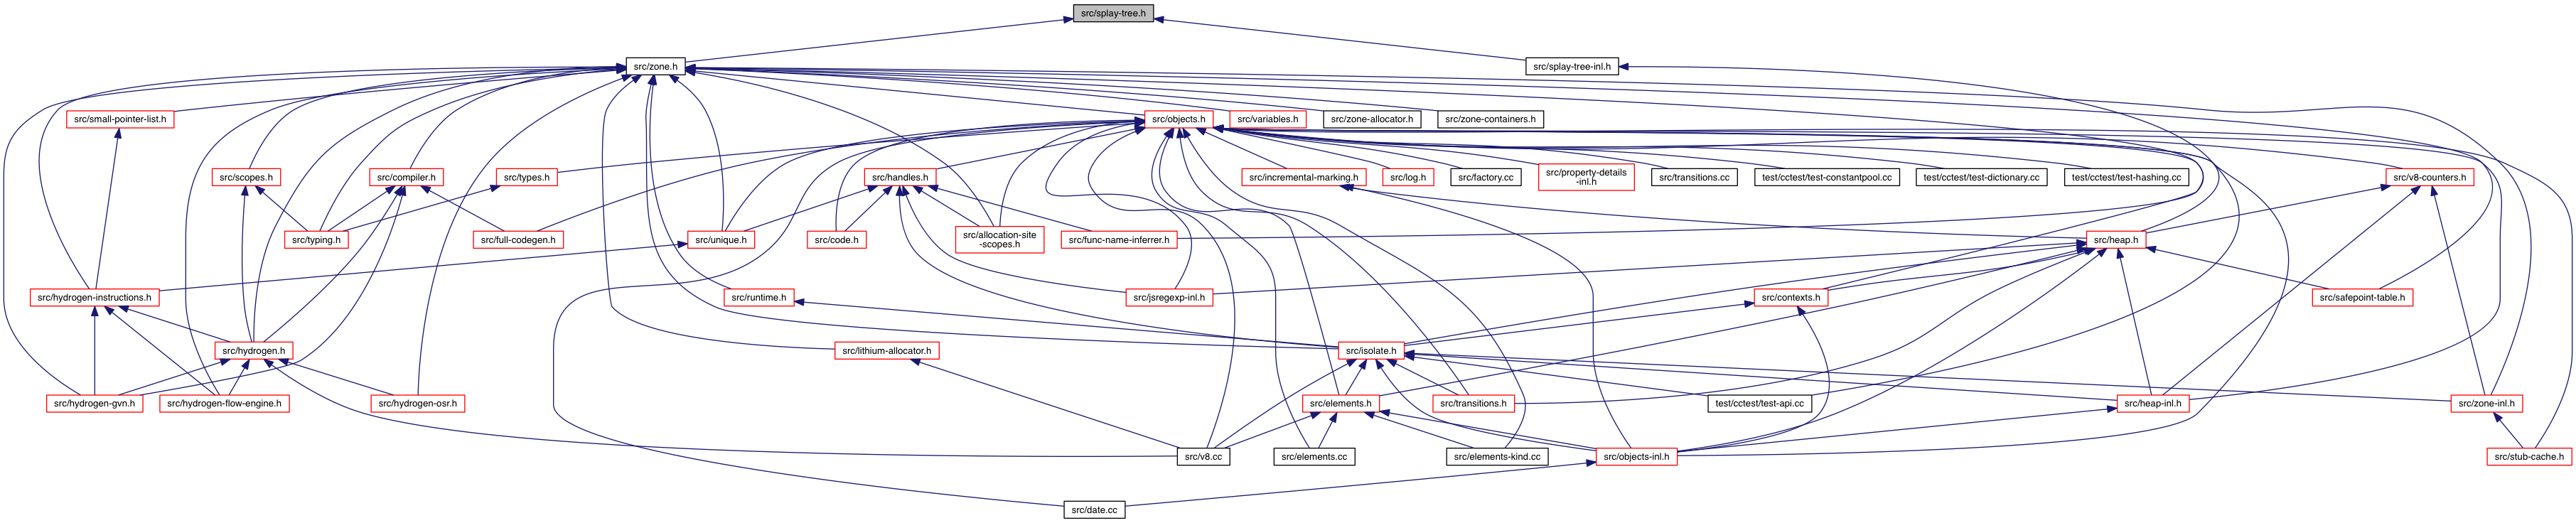 src/splay-tree.h
src/zone.h
src/splay-tree-inl.h
src/small-pointer-list.h
src/objects.h
src/variables.h
src/zone-allocator.h
src/zone-containers.h
src/scopes.h
src/compiler.h
src/types.h
src/handles.h
src/incremental-marking.h
src/log.h
src/factory.cc
src/property-details
-inl.h
src/transitions.cc
test/cctest/test-constantpool.cc
test/cctest/test-dictionary.cc
test/cctest/test-hashing.cc
src/v8-counters.h
src/typing.h
src/full-codegen.h
src/unique.h
src/code.h
src/allocation-site
-scopes.h
src/func-name-inferrer.h
src/heap.h
src/hydrogen-instructions.h
src/runtime.h
src/jsregexp-inl.h
src/contexts.h
src/safepoint-table.h
src/hydrogen.h
src/lithium-allocator.h
src/isolate.h
src/hydrogen-gvn.h
src/hydrogen-flow-engine.h
src/hydrogen-osr.h
src/elements.h
src/transitions.h
test/cctest/test-api.cc
src/heap-inl.h
src/zone-inl.h
src/v8.cc
src/elements.cc
src/elements-kind.cc
src/objects-inl.h
src/stub-cache.h
src/date.cc